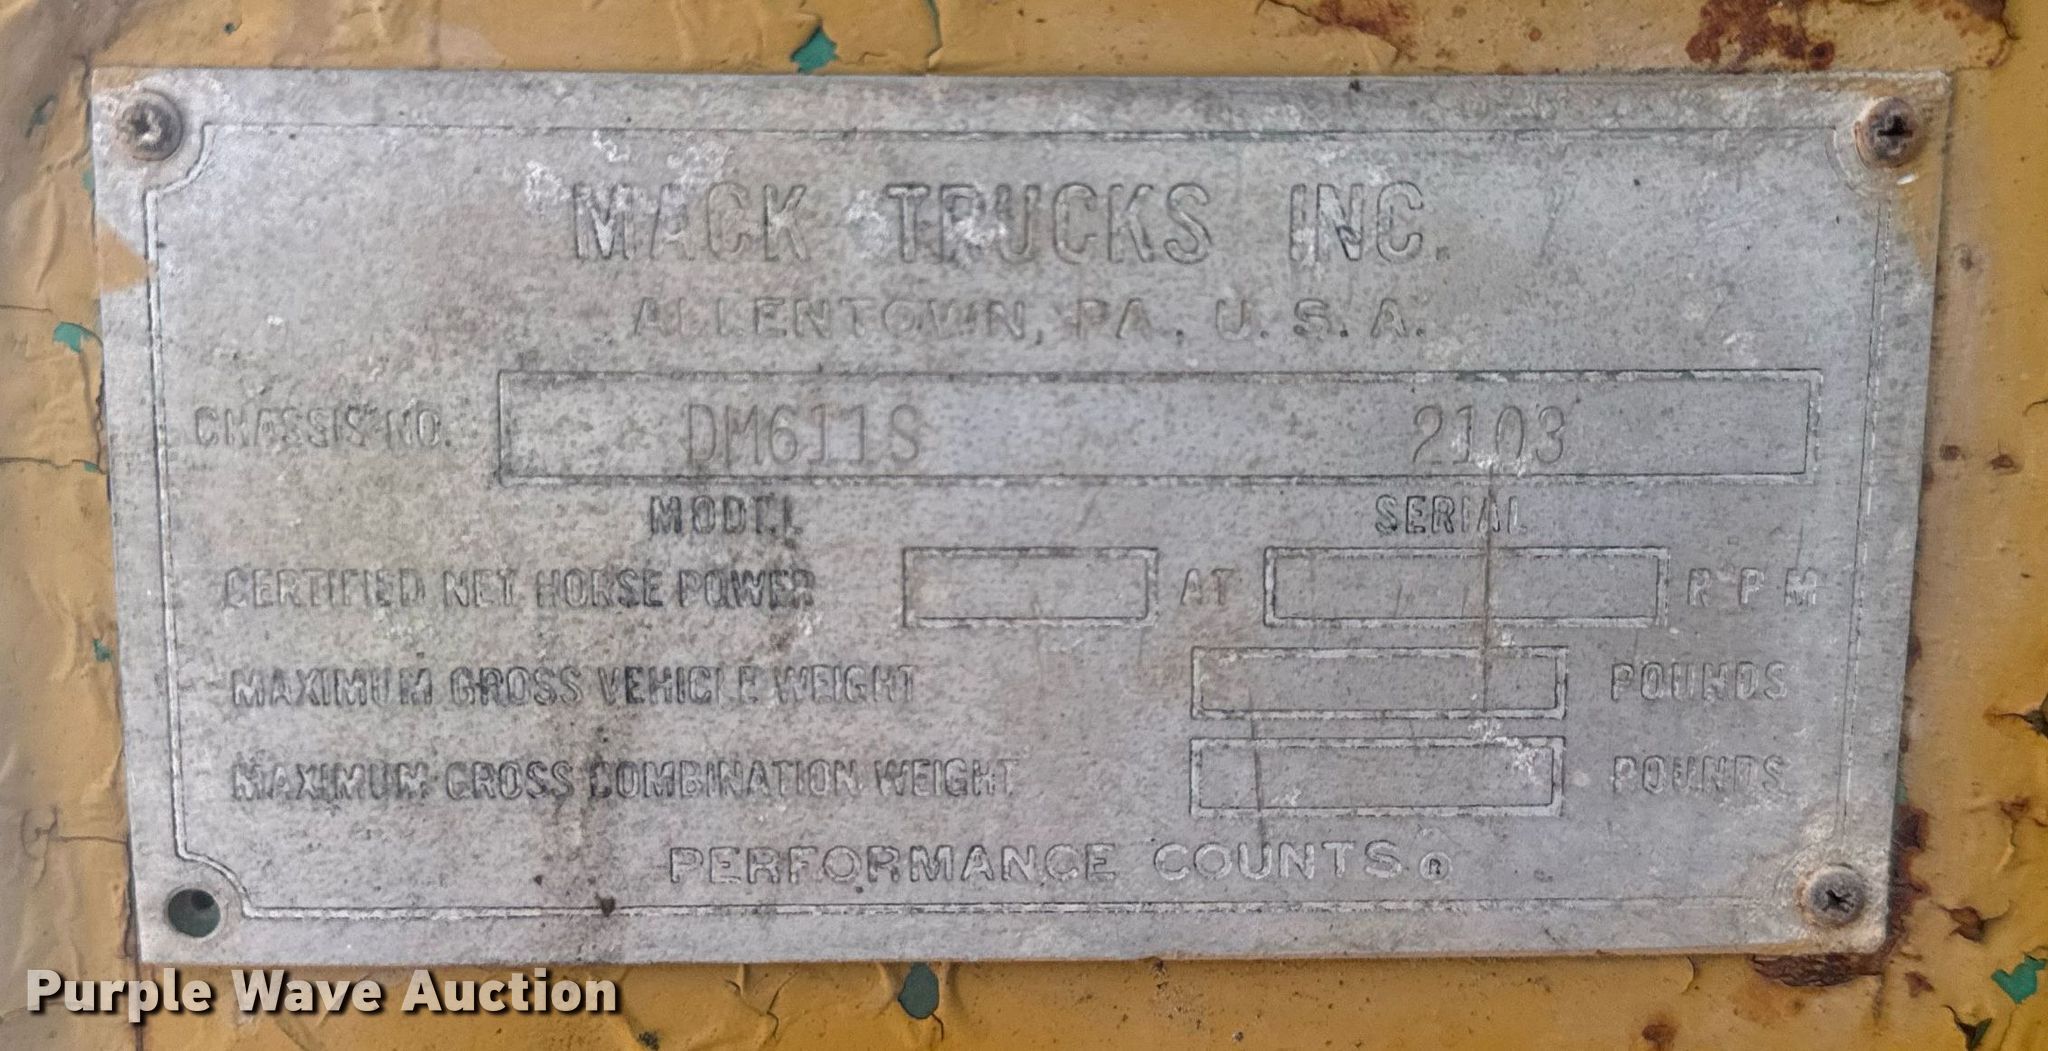 MACK TRUCKS INC.
ALLENTOWN, PA. U.S.A.
CHASSIS NO. DM611S 2103
MODEL SERIAL
CERTIFIED NET HORSE POWER AT R P M
MAXIMUM GROSS VEHICLE WEIGHT POUNDS
MAXIMUM GROSS COMBINATION WEIGHT POUNDS
PERFORMANCE COUNTS ®
Purple Wave Auction